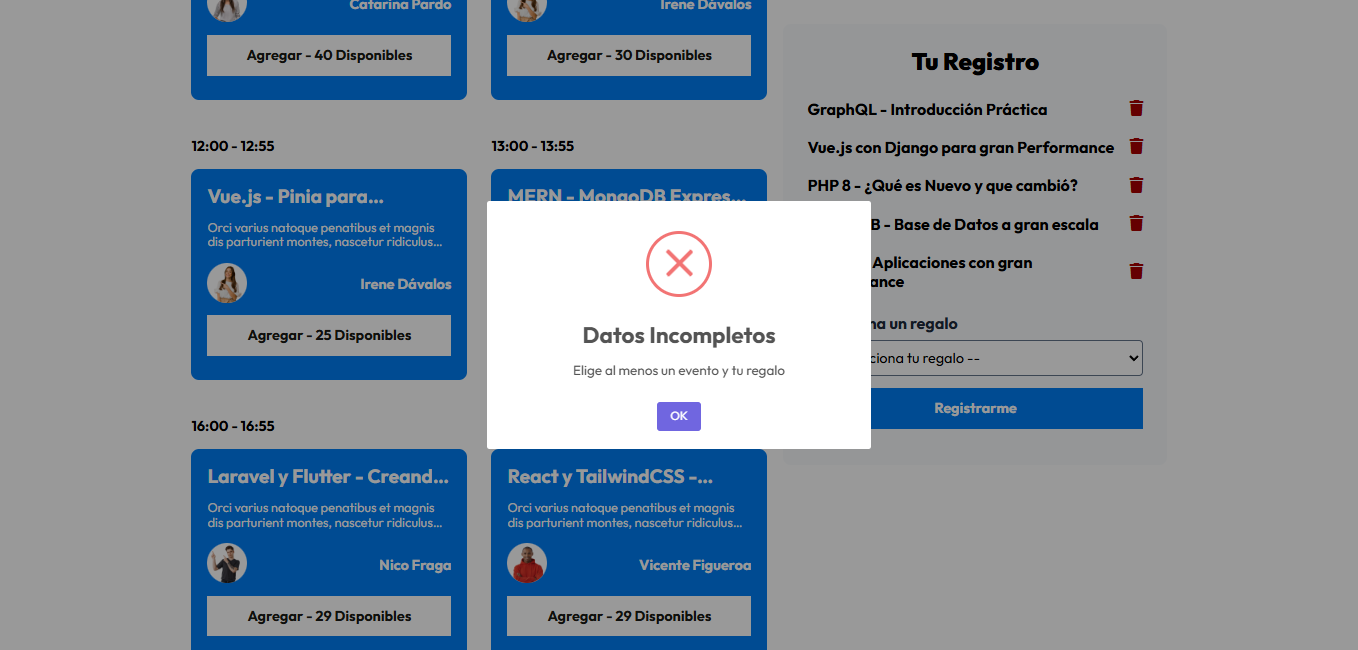 Catarina Pardo
Agregar - 40 Disponibles
Irene Dávalos
Agregar - 30 Disponibles
12:00 - 12:55
Vue.js - Pinia para...
Orci varius natoque penatibus et magnis
dis parturient montes, nascetur ridiculus...
Irene Dávalos
Agregar - 25 Disponibles
13:00 - 13:55
MERN - MongoDB Expres...
16:00 - 16:55
Laravel y Flutter - Creand...
Orci varius natoque penatibus et magnis
dis parturient montes, nascetur ridiculus...
Nico Fraga
Agregar - 29 Disponibles
React y TailwindCSS -...
Orci varius natoque penatibus et magnis
dis parturient montes, nascetur ridiculus...
Vicente Figueroa
Agregar - 29 Disponibles
Datos Incompletos
Elige al menos un evento y tu regalo
OK
Tu Registro
GraphQL - Introducción Práctica
Vue.js con Django para gran Performance
PHP 8 - ¿Qué es Nuevo y que cambió?
B - Base de Datos a gran escala
Aplicaciones con gran
ance
na un regalo
ciona tu regalo --
Registrarme